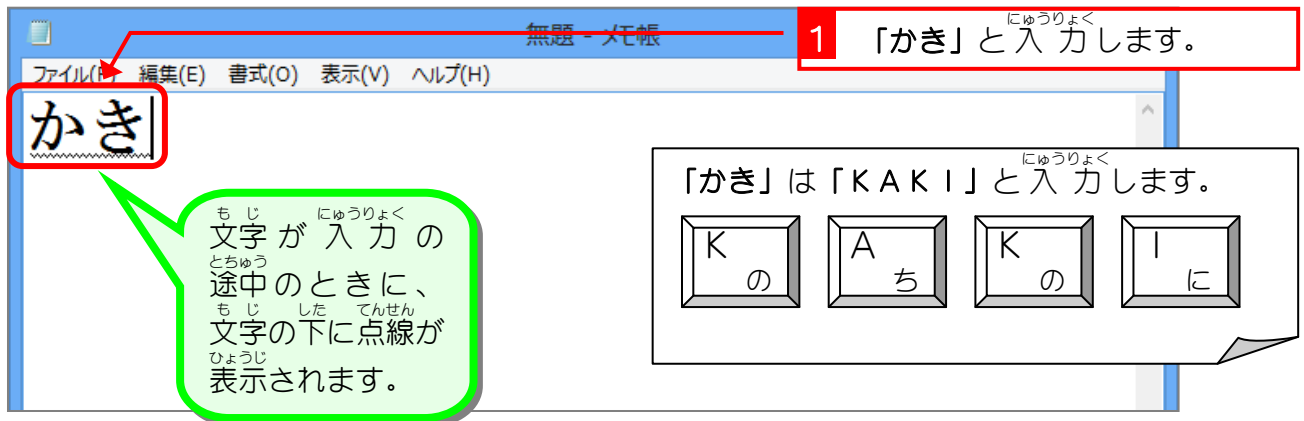 無題 - メモ帳
1 「かき」と入力します。
にゅうりょく
ファイル(F) 編集(E) 書式(O) 表示(V) ヘルプ(H)
かき
もじ にゅうりょく
文字が入力の
とちゅう
途中のときに、
もじ した てんせん
文字の下に点線が
ひょうじ
表示されます。
にゅうりょく
「かき」は「KAKI」と入力します。
K の
A ち
K の
I に